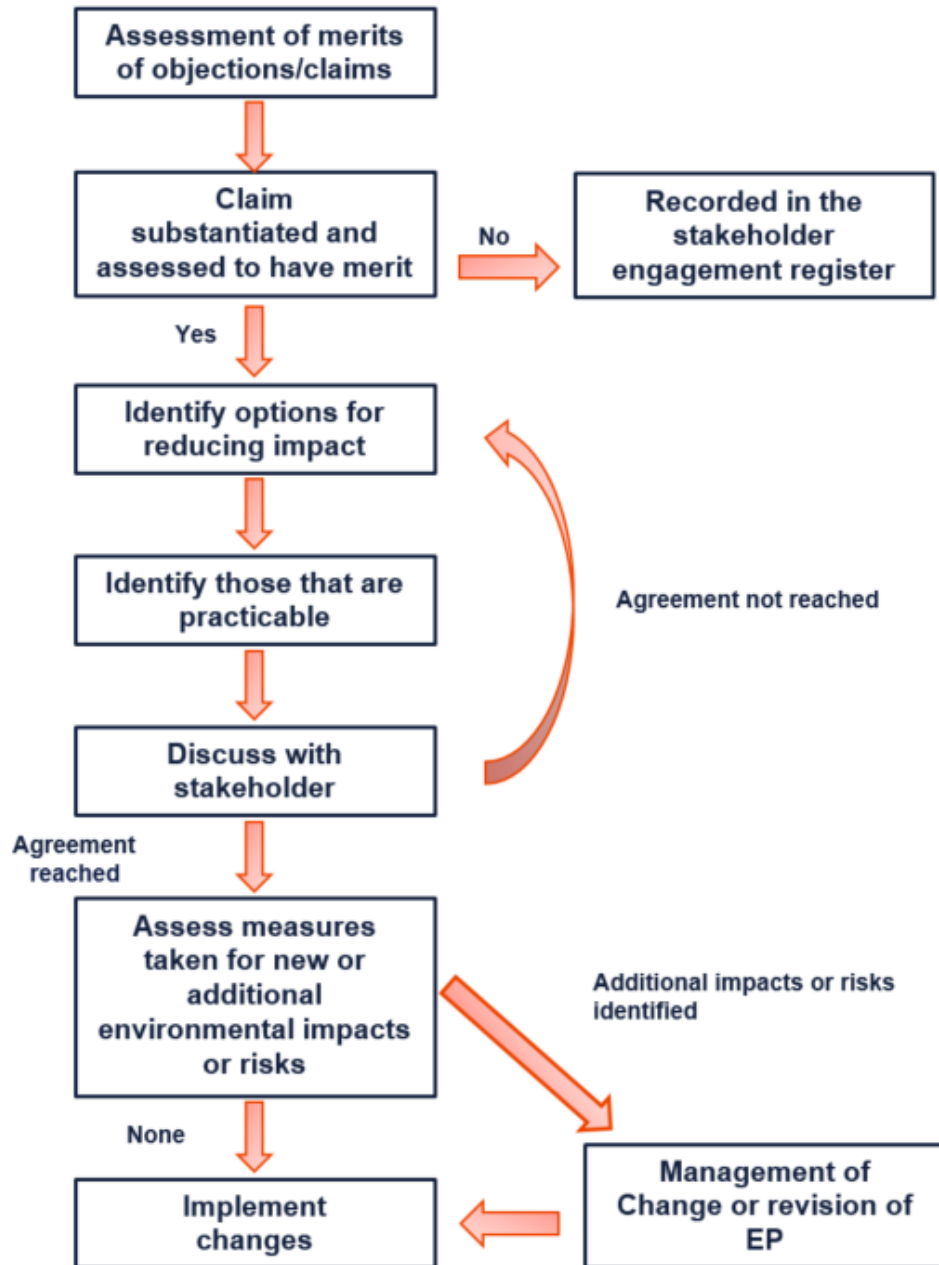 Assessment of merits
of objections/claims
Claim
substantiated and
assessed to have merit
No
Recorded in the
stakeholder
engagement register
Yes
Identify options for
reducing impact
Identify those that are
practicable
Agreement not reached
Discuss with
stakeholder
Agreement
reached
Assess measures
taken for new or
additional
environmental impacts
or risks
Additional impacts or risks
identified
None
Management of
Change or revision of
EP
Implement
changes